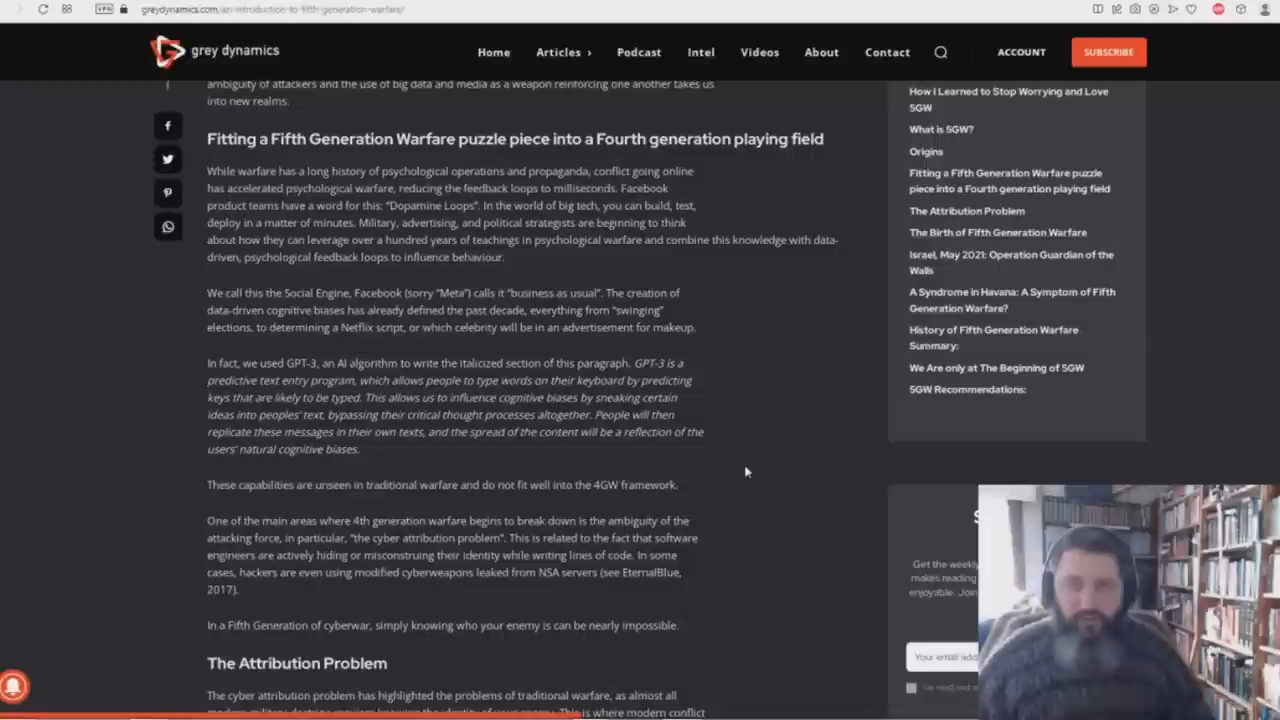 VPN greydynamics.com/an-introduction-to-fifth-generation-warfare/
grey dynamics
Home Articles › Podcast Intel Videos About Contact ACCOUNT SUBSCRIBE
ambiguity of attackers and the use of big data and media as a weapon reinforcing one another takes us
into new realms.
Fitting a Fifth Generation Warfare puzzle piece into a Fourth generation playing field
While warfare has a long history of psychological operations and propaganda, conflict going online
has accelerated psychological warfare, reducing the feedback loops to milliseconds. Facebook
product teams have a word for this: “Dopamine Loops”. In the world of big tech, you can build, test,
deploy in a matter of minutes. Military, advertising, and political strategists are beginning to think
about how they can leverage over a hundred years of teachings in psychological warfare and combine this knowledge with data-
driven, psychological feedback loops to influence behaviour.
We call this the Social Engine, Facebook (sorry “Meta”) calls it “business as usual”. The creation of
data-driven cognitive biases has already defined the past decade, everything from “swinging”
elections, to determining a Netflix script, or which celebrity will be in an advertisement for makeup.
In fact, we used GPT-3, an AI algorithm to write the italicized section of this paragraph. GPT-3 is a
predictive text entry program, which allows people to type words on their keyboard by predicting
keys that are likely to be typed. This allows us to influence cognitive biases by sneaking certain
ideas into peoples’ text, bypassing their critical thought processes altogether. People will then
replicate these messages in their own texts, and the spread of the content will be a reflection of the
users’ natural cognitive biases.
These capabilities are unseen in traditional warfare and do not fit well into the 4GW framework.
One of the main areas where 4th generation warfare begins to break down is the ambiguity of the
attacking force, in particular, “the cyber attribution problem”. This is related to the fact that software
engineers are actively hiding or misconstruing their identity while writing lines of code. In some
cases, hackers are even using modified cyberweapons leaked from NSA servers (see EternalBlue,
2017).
In a Fifth Generation of cyberwar, simply knowing who your enemy is can be nearly impossible.
The Attribution Problem
The cyber attribution problem has highlighted the problems of traditional warfare, as almost all
modern military doctrine requires knowing the identity of your enemy. This is where modern conflict
How I Learned to Stop Worrying and Love
5GW
What is 5GW?
Origins
Fitting a Fifth Generation Warfare puzzle
piece into a Fourth generation playing field
The Attribution Problem
The Birth of Fifth Generation Warfare
Israel, May 2021: Operation Guardian of the
Walls
A Syndrome in Havana: A Symptom of Fifth
Generation Warfare?
History of Fifth Generation Warfare
Summary:
We Are only at The Beginning of 5GW
5GW Recommendations:
S
Get the weekly
makes reading
enjoyable. Join
Your email add
I've read and